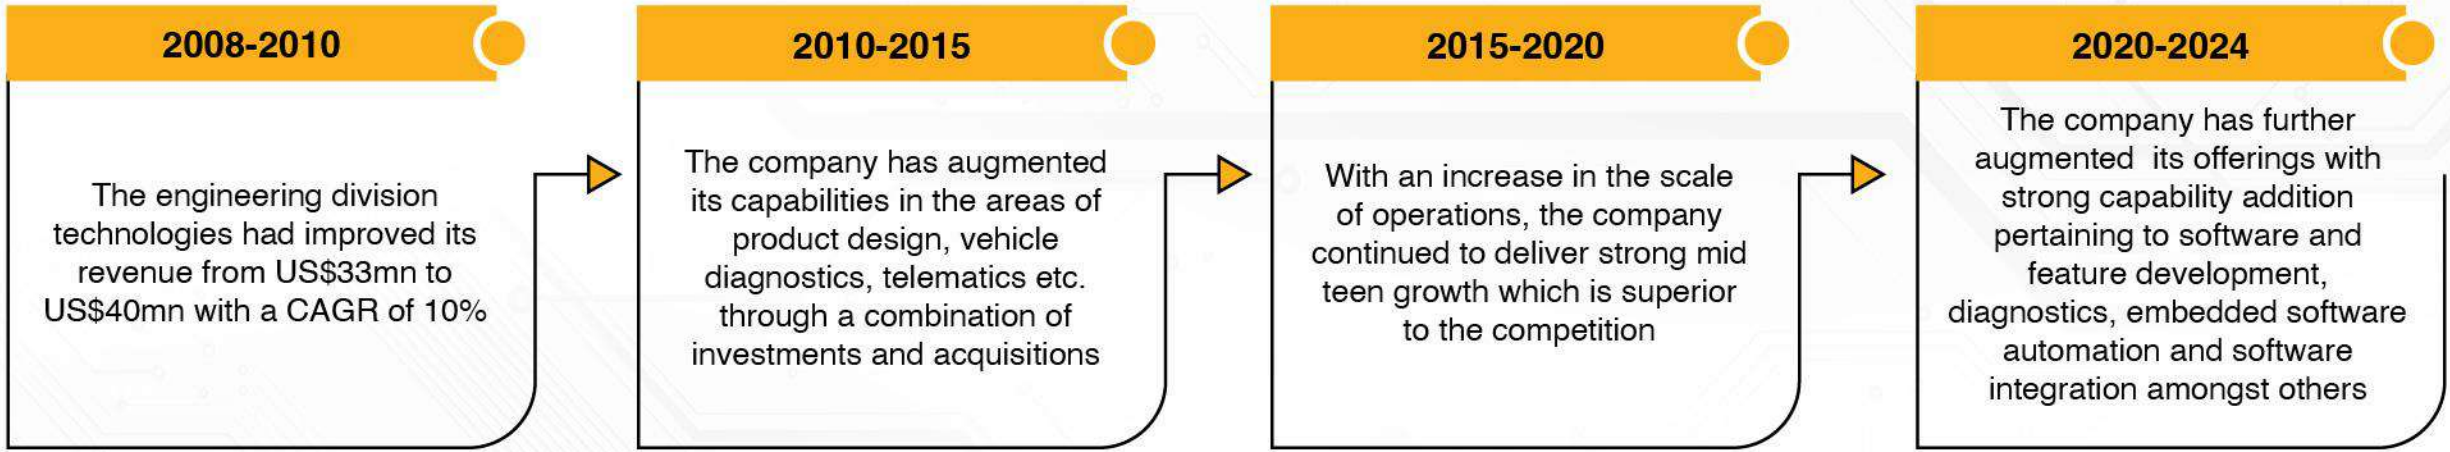 2008-2010
The engineering division
technologies had improved its
revenue from US$33mn to
US$40mn with a CAGR of 10%
2010-2015
The company has augmented
its capabilities in the areas of
product design, vehicle
diagnostics, telematics etc.
through a combination of
investments and acquisitions
2015-2020
With an increase in the scale
of operations, the company
continued to deliver strong mid
teen growth which is superior
to the competition
2020-2024
The company has further
augmented  its offerings with
strong capability addition
pertaining to software and
feature development,
diagnostics, embedded software
automation and software
integration amongst others